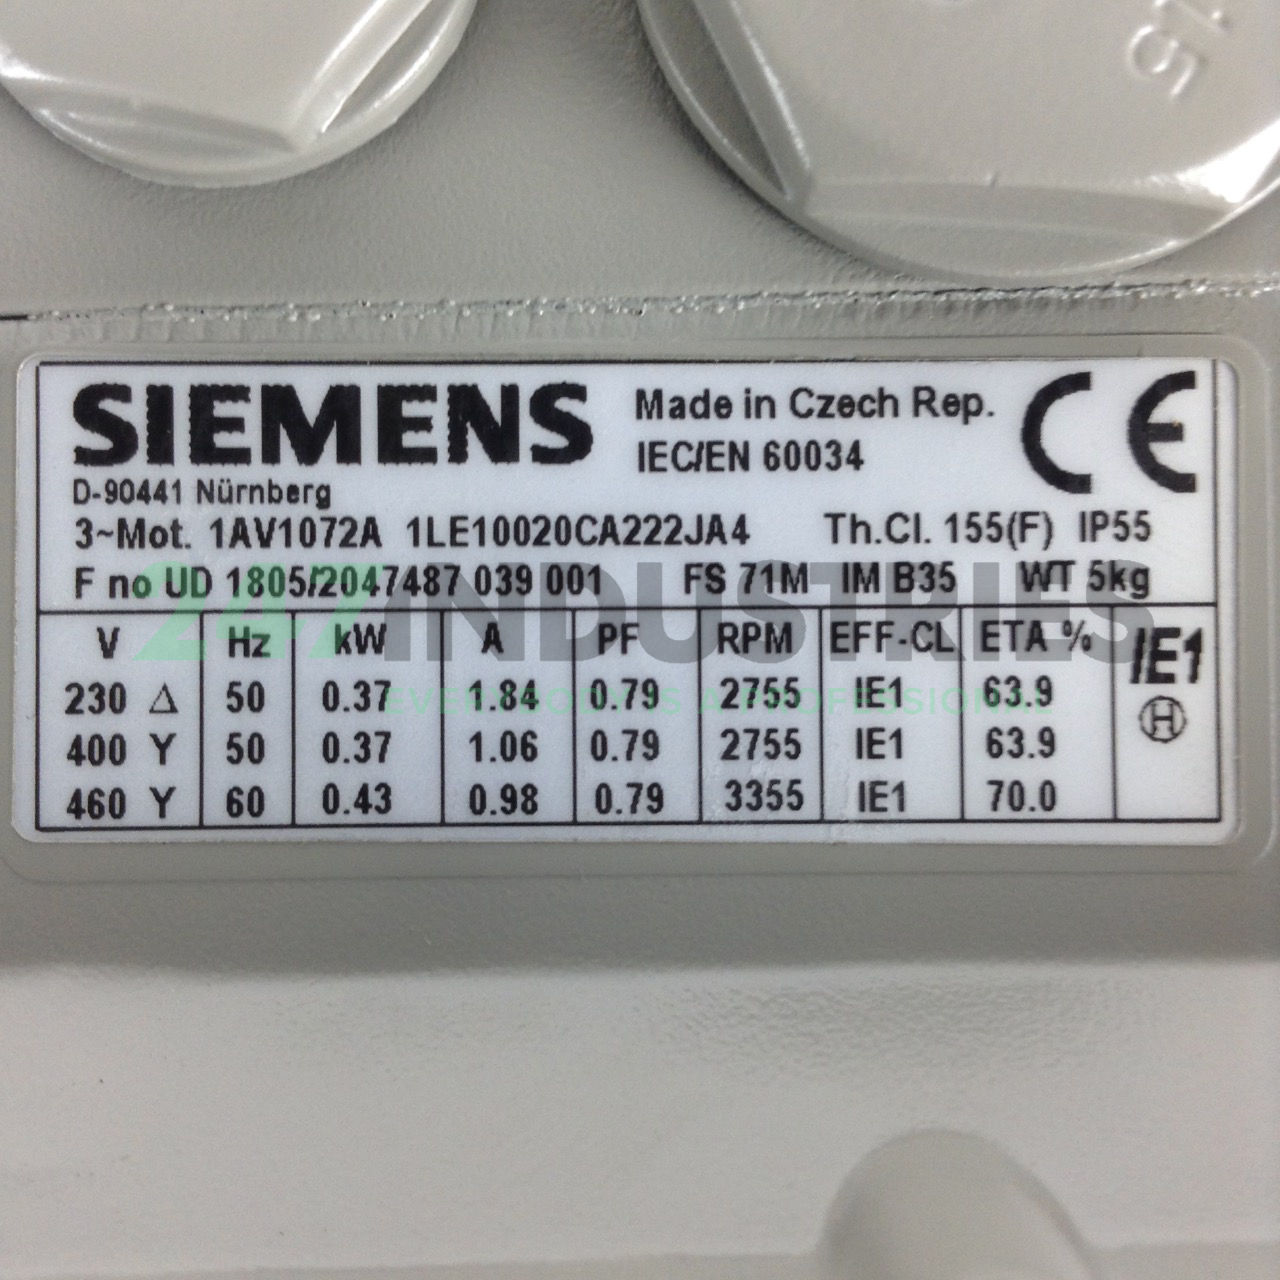 SIEMENS
Made in Czech Rep.
IEC/EN 60034
CE
D-90441 Nürnberg
3~Mot. 1AV1072A 1LE10020CA222JA4 Th.Cl. 155(F) IP55
F no UD 1805/2047487 039 001 FS 71M IM B35 WT 5kg
V Hz kW A PF RPM EFF-CL ETA % IE1
230 Δ 50 0.37 1.84 0.79 2755 IE1 63.9
H
400 Y 50 0.37 1.06 0.79 2755 IE1 63.9
460 Y 60 0.43 0.98 0.79 3355 IE1 70.0
247 INDUSTRIES
EVERYBODY IS A PROFESSIONAL